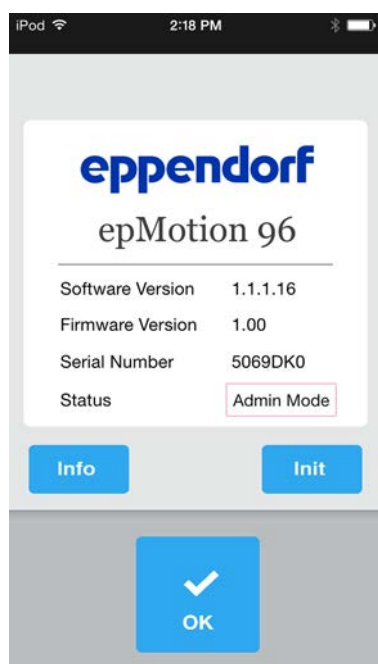 iPod 2:18 PM
eppendorf
epMotion 96
Software Version 1.1.1.16
Firmware Version 1.00
Serial Number 5069DK0
Status Admin Mode
Info Init
OK